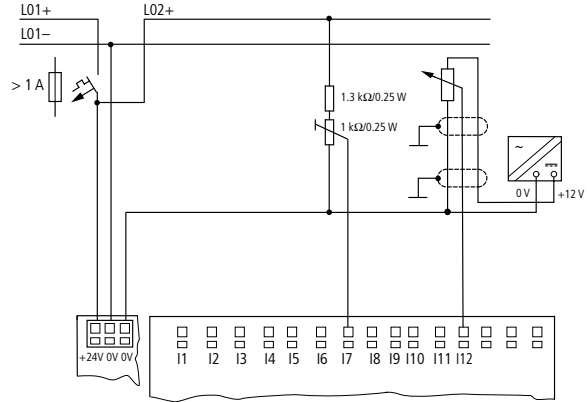 L01+
L02+
L01–
> 1 A
1.3 kΩ/0.25 W
1 kΩ/0.25 W
~
0 V
+12 V
+24V 0V 0V
I1 I2 I3 I4 I5 I6 I7 I8 I9 I10 I11 I12